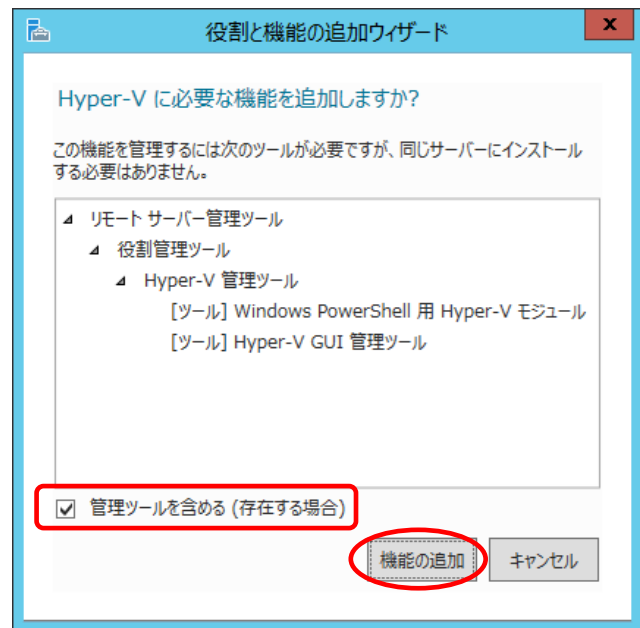 役割と機能の追加ウィザード
x
Hyper-V に必要な機能を追加しますか?
この機能を管理するには次のツールが必要ですが、同じサーバーにインストール
する必要はありません。
リモート サーバー管理ツール
役割管理ツール
Hyper-V 管理ツール
[ツール] Windows PowerShell 用 Hyper-V モジュール
[ツール] Hyper-V GUI 管理ツール
管理ツールを含める (存在する場合)
機能の追加
キャンセル